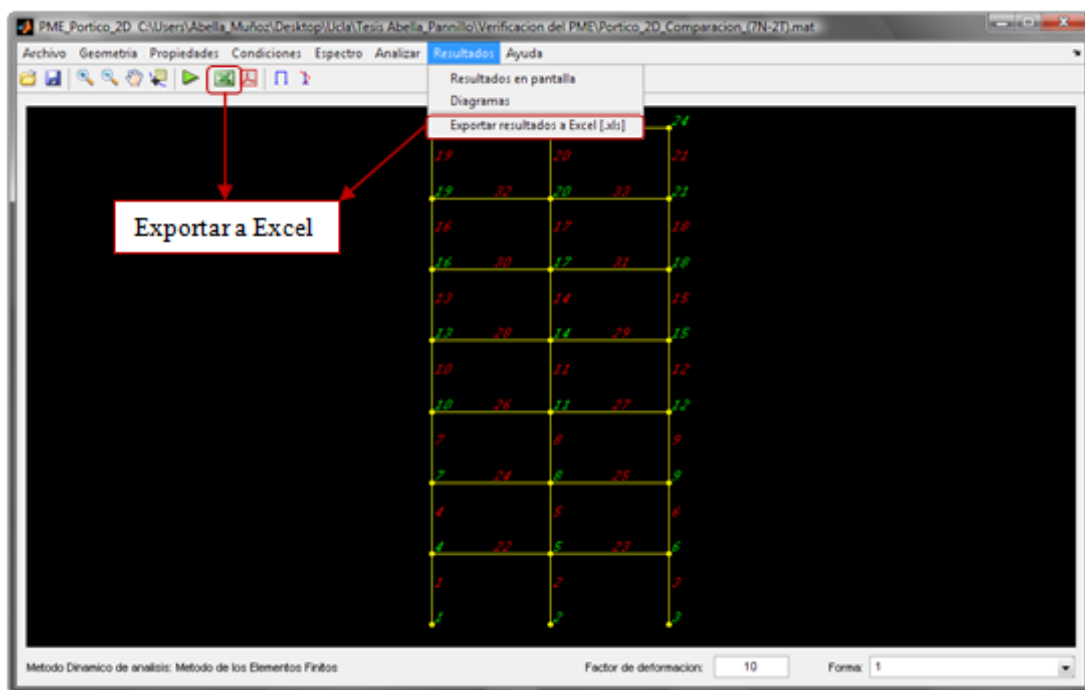 PME_Portico_2D C:\Users\Abella_Muñoz\Desktop\Ucla\Tesis Abella_Pannillo\Verificacion del PME\Portico_2D_Comparacion_(7N-2T).mat
Archivo Geometria Propiedades Condiciones Espectro Analizar Resultados Ayuda
Resultados en pantalla
Diagramas
Exportar resultados a Excel [.xls]
24
19 20 21
19 32 20 33 21
Exportar a Excel
16 17 18
16 30 17 31 18
13 14 15
13 28 14 29 15
10 11 12
10 26 11 27 12
7 8 9
7 24 8 25 9
4 5 6
4 22 5 23 6
1 2 3
1 2 3
Metodo Dinamico de analisis: Metodo de los Elementos Finitos Factor de deformacion: 10 Forma: 1